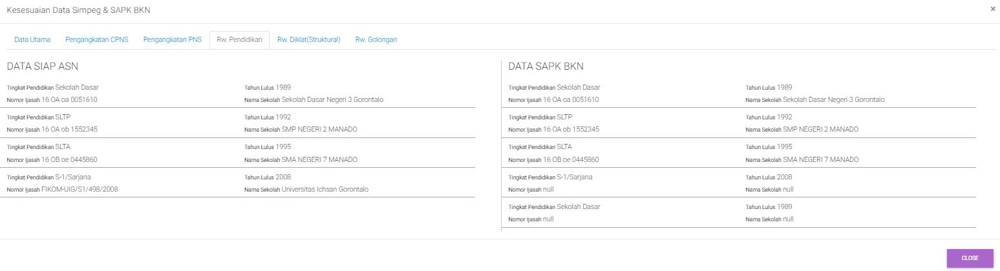 Kesesuaian Data Simpeg & SAPK BKN
×
Data Utama Pengangkatan CPNS Pengangkatan PNS Rw. Pendidikan Rw. Diklat(Struktural) Rw. Golongan
DATA SIAP ASN
Tingkat Pendidikan Sekolah Dasar Tahun Lulus 1989
Nomor Ijasah 16 OA oa 0051610 Nama Sekolah Sekolah Dasar Negeri 3 Gorontalo
Tingkat Pendidikan SLTP Tahun Lulus 1992
Nomor Ijasah 16 OA ob 1552345 Nama Sekolah SMP NEGERI 2 MANADO
Tingkat Pendidikan SLTA Tahun Lulus 1995
Nomor Ijasah 16 OB oe 0445860 Nama Sekolah SMA NEGERI 7 MANADO
Tingkat Pendidikan S-1/Sarjana Tahun Lulus 2008
Nomor Ijasah FIKOM-UIG/S1/498/2008 Nama Sekolah Universitas Ichsan Gorontalo
DATA SAPK BKN
Tingkat Pendidikan Sekolah Dasar Tahun Lulus 1989
Nomor Ijasah 16 OA oa 0051610 Nama Sekolah Sekolah Dasar Negeri 3 Gorontalo
Tingkat Pendidikan SLTP Tahun Lulus 1992
Nomor Ijasah 16 OA ob 1552345 Nama Sekolah SMP NEGERI 2 MANADO
Tingkat Pendidikan SLTA Tahun Lulus 1995
Nomor Ijasah 16 OB oe 0445860 Nama Sekolah SMA NEGERI 7 MANADO
Tingkat Pendidikan S-1/Sarjana Tahun Lulus 2008
Nomor Ijasah null Nama Sekolah null
Tingkat Pendidikan Sekolah Dasar Tahun Lulus 1989
Nomor Ijasah null Nama Sekolah null
CLOSE